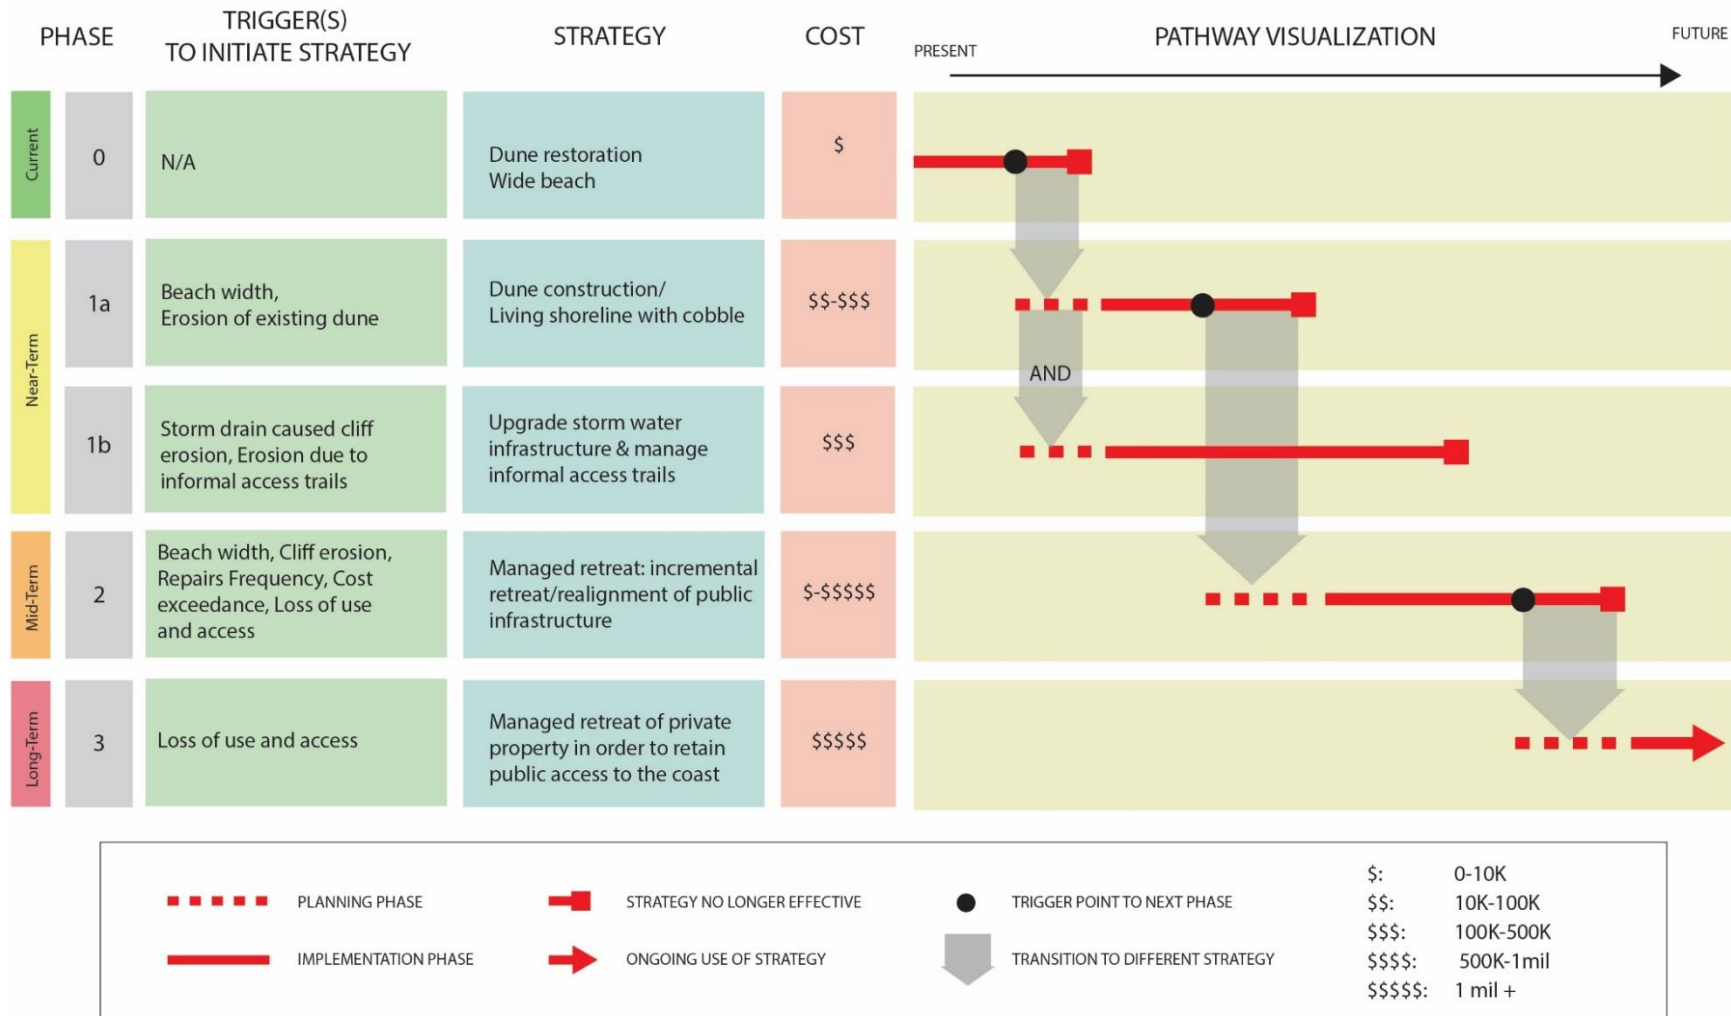 PHASE
TRIGGER(S)
TO INITIATE STRATEGY
STRATEGY
COST
PATHWAY VISUALIZATION
PRESENT
FUTURE
Current
0
N/A
Dune restoration
Wide beach
$
Near-Term
1a
Beach width,
Erosion of existing dune
Dune construction/
Living shoreline with cobble
$$-$$$
AND
1b
Storm drain caused cliff
erosion, Erosion due to
informal access trails
Upgrade storm water
infrastructure & manage
informal access trails
$$$
Mid-Term
2
Beach width, Cliff erosion,
Repairs Frequency, Cost
exceedance, Loss of use
and access
Managed retreat: incremental
retreat/realignment of public
infrastructure
$-$$$$$
Long-Term
3
Loss of use and access
Managed retreat of private
property in order to retain
public access to the coast
$$$$$
PLANNING PHASE
IMPLEMENTATION PHASE
STRATEGY NO LONGER EFFECTIVE
ONGOING USE OF STRATEGY
TRIGGER POINT TO NEXT PHASE
TRANSITION TO DIFFERENT STRATEGY
$: 0-10K
$$: 10K-100K
$$$: 100K-500K
$$$$: 500K-1mil
$$$$$: 1 mil +